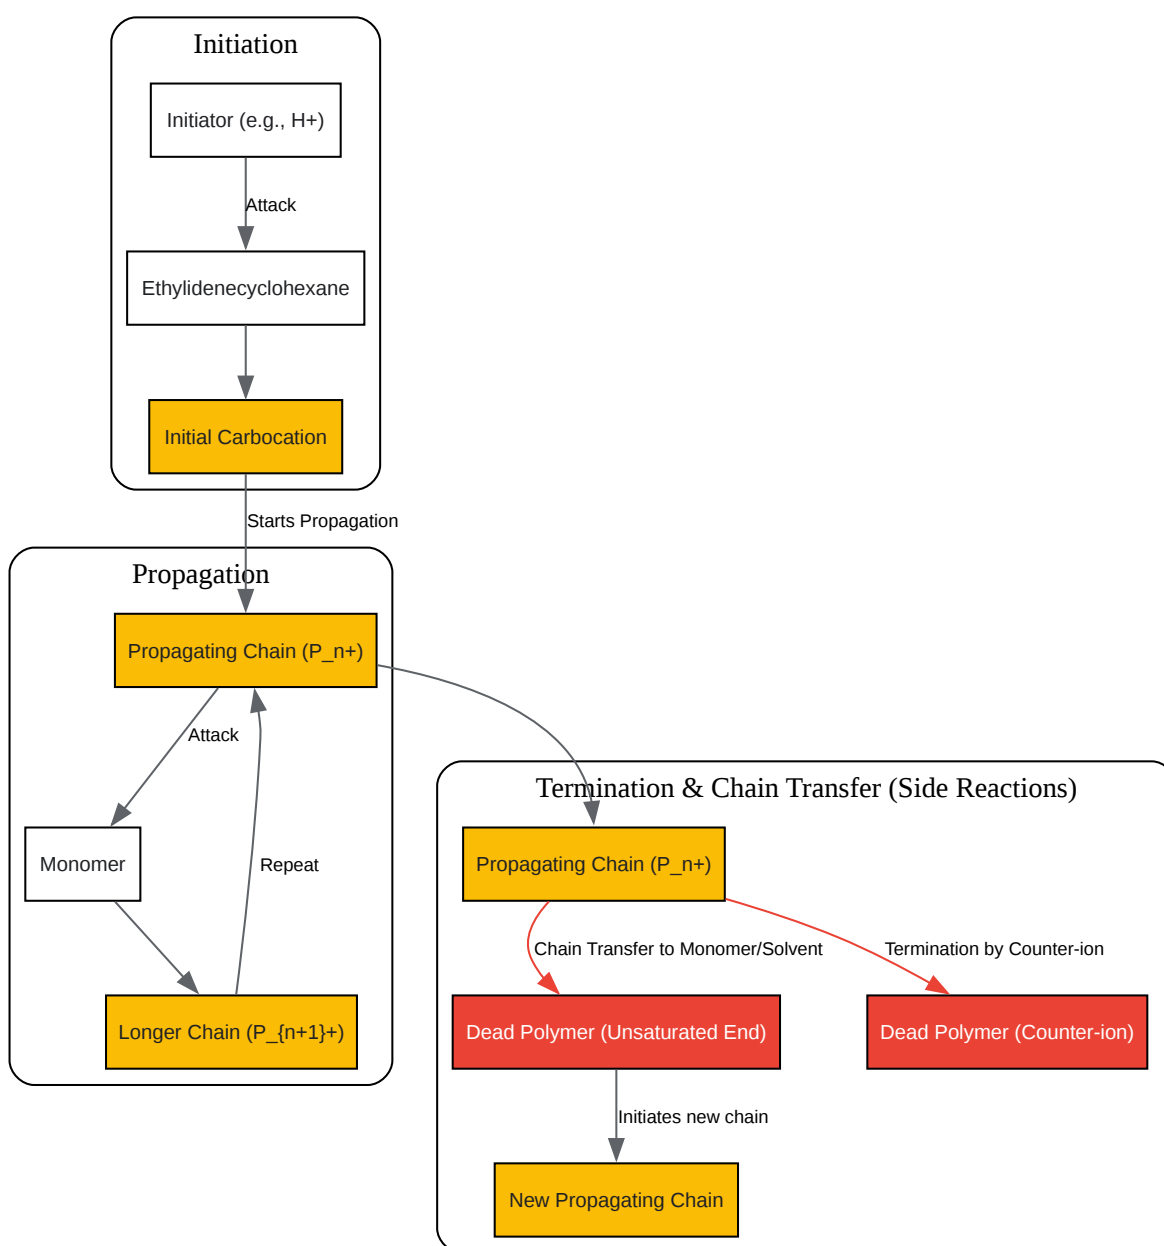 Initiation
Initiator (e.g., H+)
Attack
Ethylidenecyclohexane
Initial Carbocation
Starts Propagation
Propagation
Propagating Chain (P_n+)
Attack
Monomer
Repeat
Longer Chain (P_{n+1}+)
Termination & Chain Transfer (Side Reactions)
Propagating Chain (P_n+)
Chain Transfer to Monomer/Solvent
Termination by Counter-ion
Dead Polymer (Unsaturated End)
Dead Polymer (Counter-ion)
Initiates new chain
New Propagating Chain